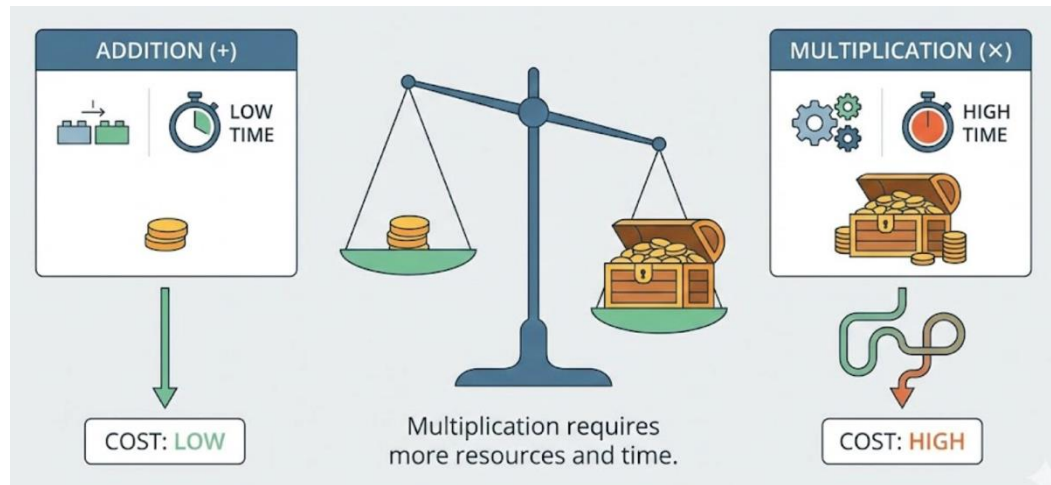 ADDITION (+)
LOW
TIME
COST: LOW
Multiplication requires
more resources and time.
MULTIPLICATION (×)
HIGH
TIME
COST: HIGH